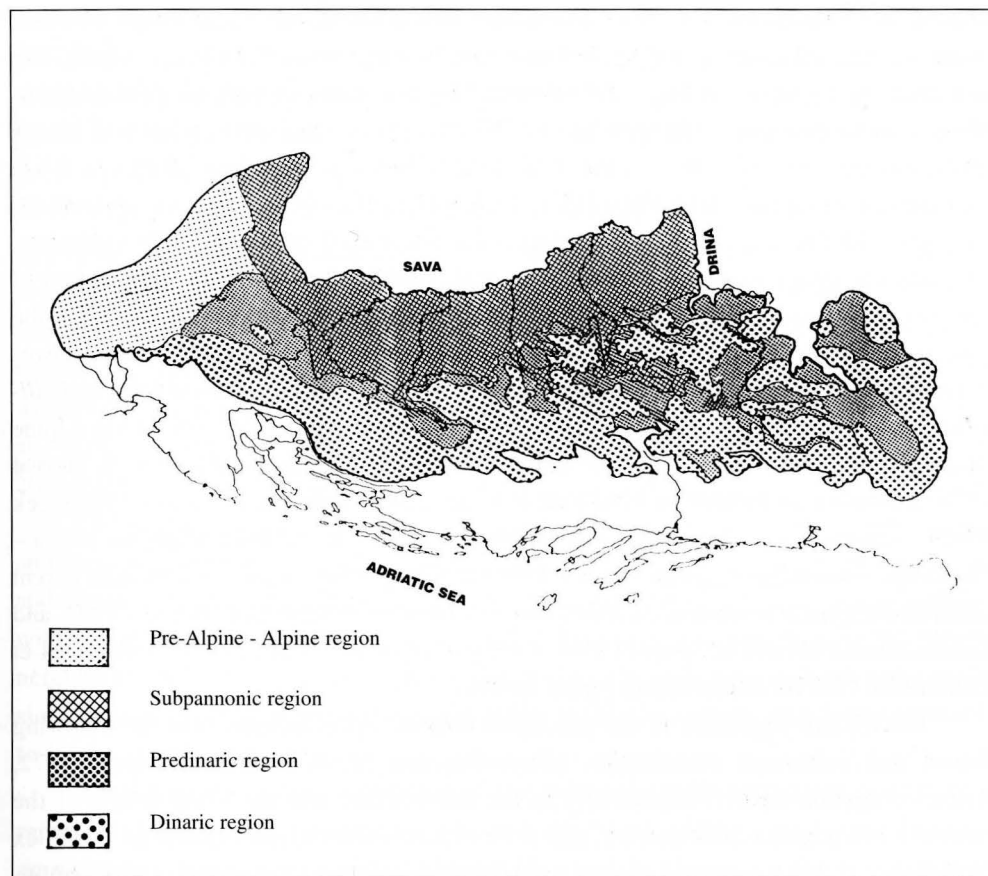 SAVA
DRINA
ADRIATIC SEA
Pre-Alpine - Alpine region
Subpannonic region
Predinaric region
Dinaric region